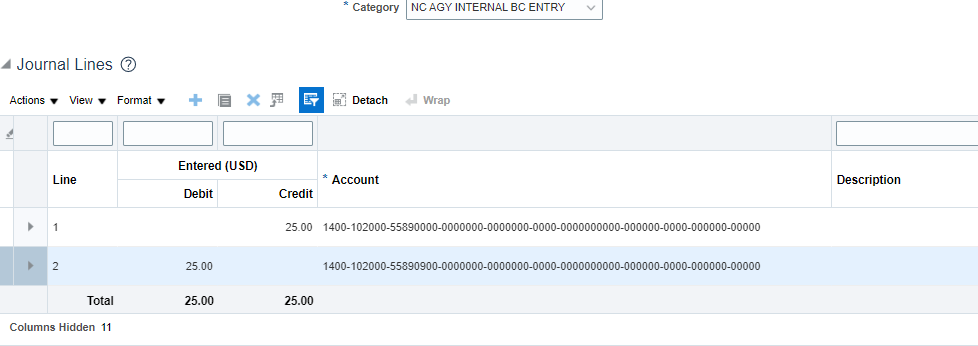 * Category NC AGY INTERNAL BC ENTRY
Journal Lines ?
Actions View Format Detach Wrap
Entered (USD)
Line Debit Credit * Account Description
1 25.00 1400-102000-55890000-0000000-0000000-0000-0000000000-000000-0000-000000-00000
2 25.00 1400-102000-55890900-0000000-0000000-0000-0000000000-000000-0000-000000-00000
Total 25.00 25.00
Columns Hidden 11